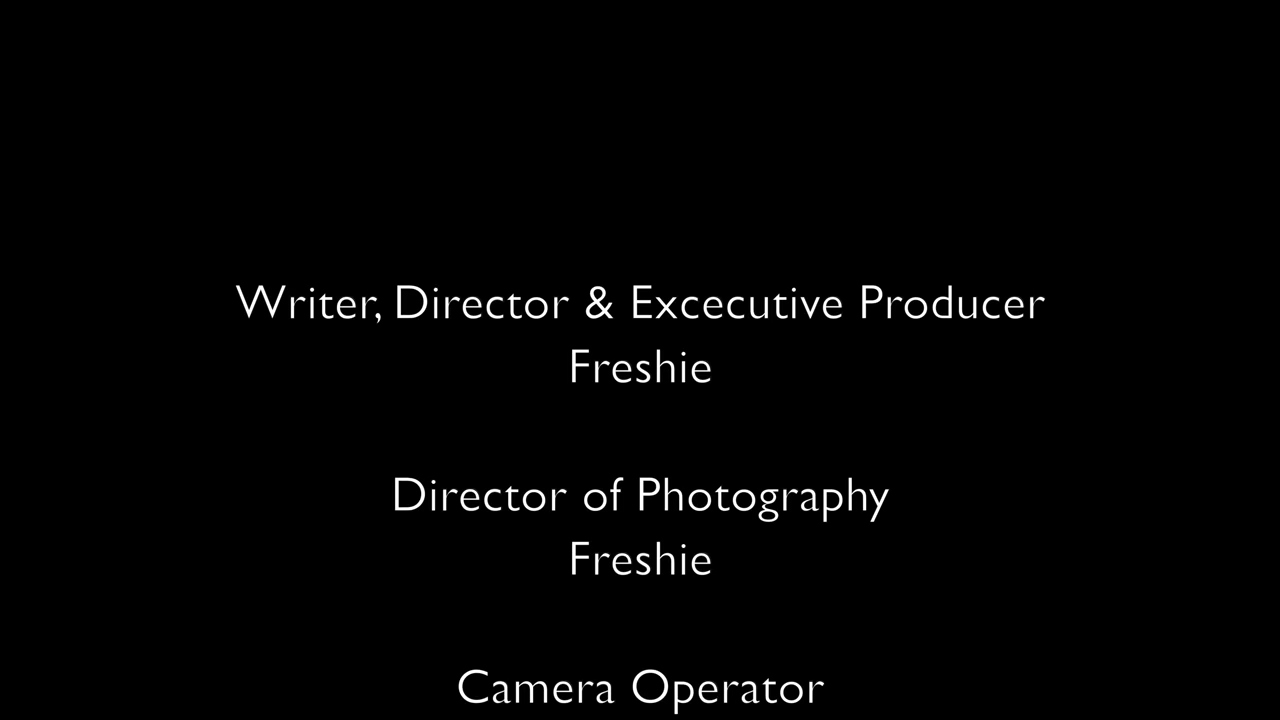 Writer, Director & Excecutive Producer
Freshie
Director of Photography
Freshie
Camera Operator